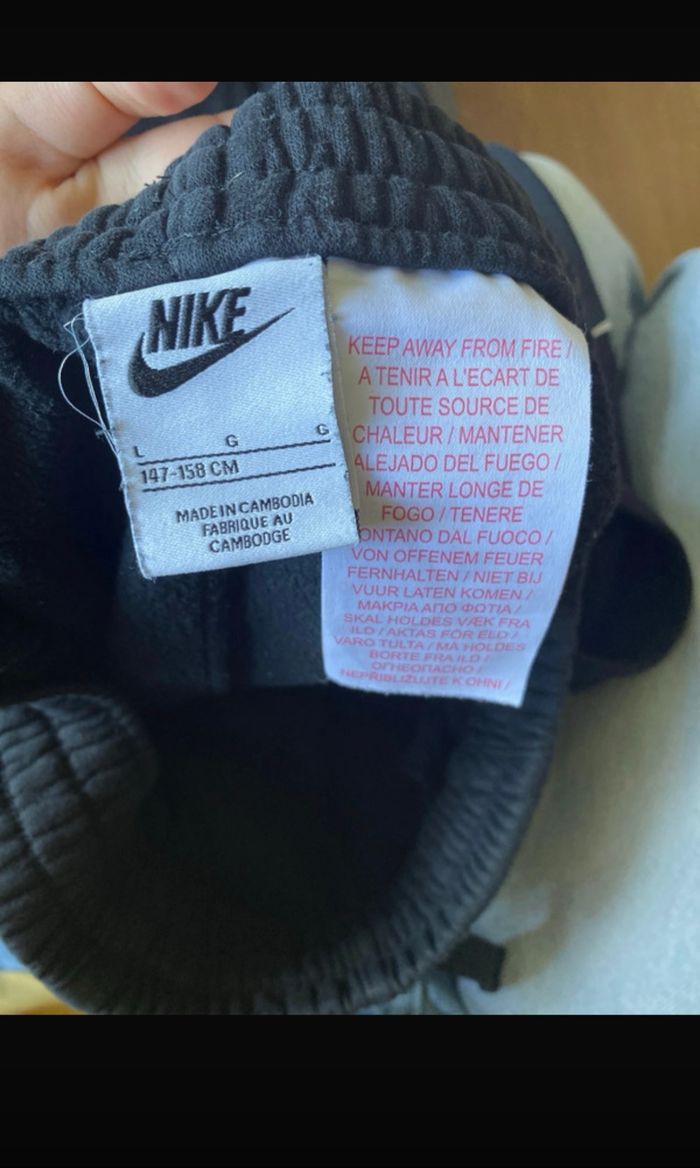 NIKE
L G G
147-158 CM
MADE IN CAMBODIA
FABRIQUE AU
CAMBODGE
KEEP AWAY FROM FIRE /
A TENIR A L'ECART DE
TOUTE SOURCE DE
CHALEUR / MANTENER
ALEJADO DEL FUEGO /
MANTER LONGE DE
FOGO / TENERE
ONTANO DAL FUOCO /
VON OFFENEM FEUER
FERNHALTEN / NIET BIJ
VUUR LATEN KOMEN /
ΜΑΚΡΙΑ ΑΠΟ ΦΩΤΙΑ /
SKAL HOLDES VÆK FRA
ILD / AKTAS FÖR ELD /
VARO TULTA / MÅ HOLDES
BORTE FRA ILD /
ОГНЕОПАСНО /
NEPŘIBLIŽUJTE K OHNI /